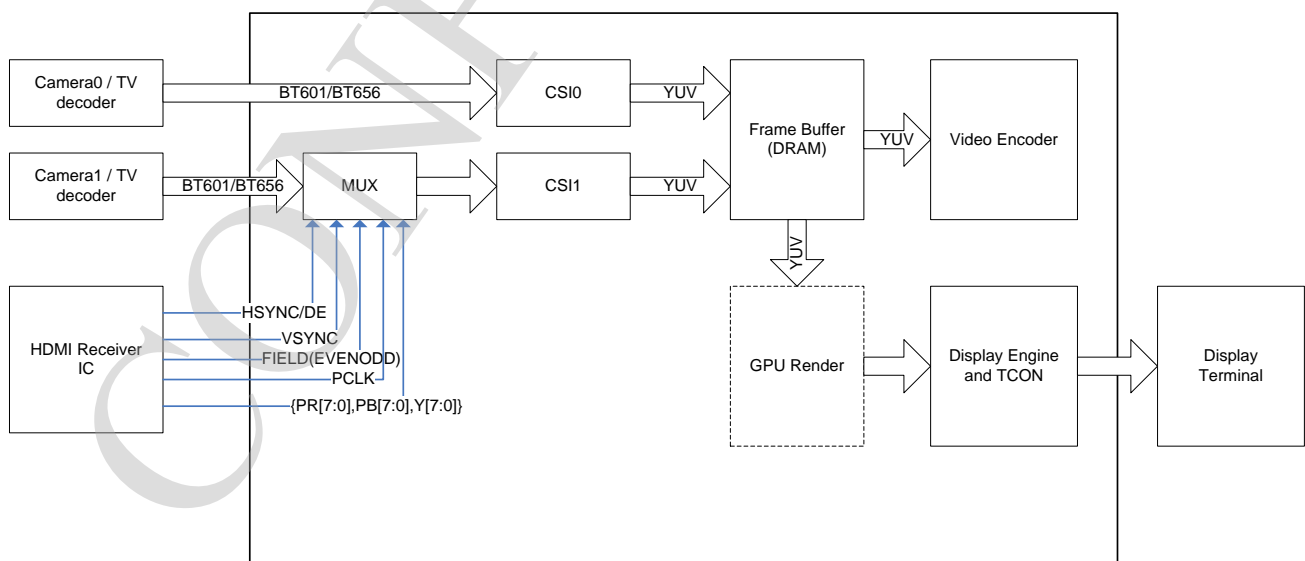 Camera0 / TV
decoder
BT601/BT656
CSI0
YUV
Frame Buffer
(DRAM)
YUV
Video Encoder
Camera1 / TV
decoder
BT601/BT656
MUX
CSI1
YUV
YUV
HDMI Receiver
IC
HSYNC/DE
VSYNC
FIELD(EVENODD)
PCLK
{PR[7:0],PB[7:0],Y[7:0]}
GPU Render
Display Engine
and TCON
Display
Terminal
CONF